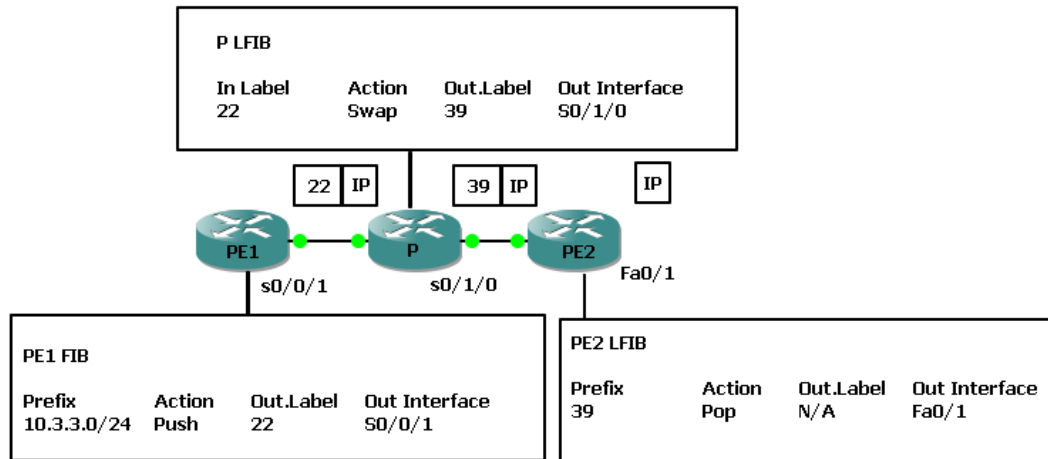 P LFIB
In Label Action Out.Label Out Interface
22 Swap 39 S0/1/0
22 IP 39 IP IP
PE1 P PE2
s0/0/1 s0/1/0 Fa0/1
PE1 FIB
Prefix Action Out.Label Out Interface
10.3.3.0/24 Push 22 S0/0/1
PE2 LFIB
Prefix Action Out.Label Out Interface
39 Pop N/A Fa0/1